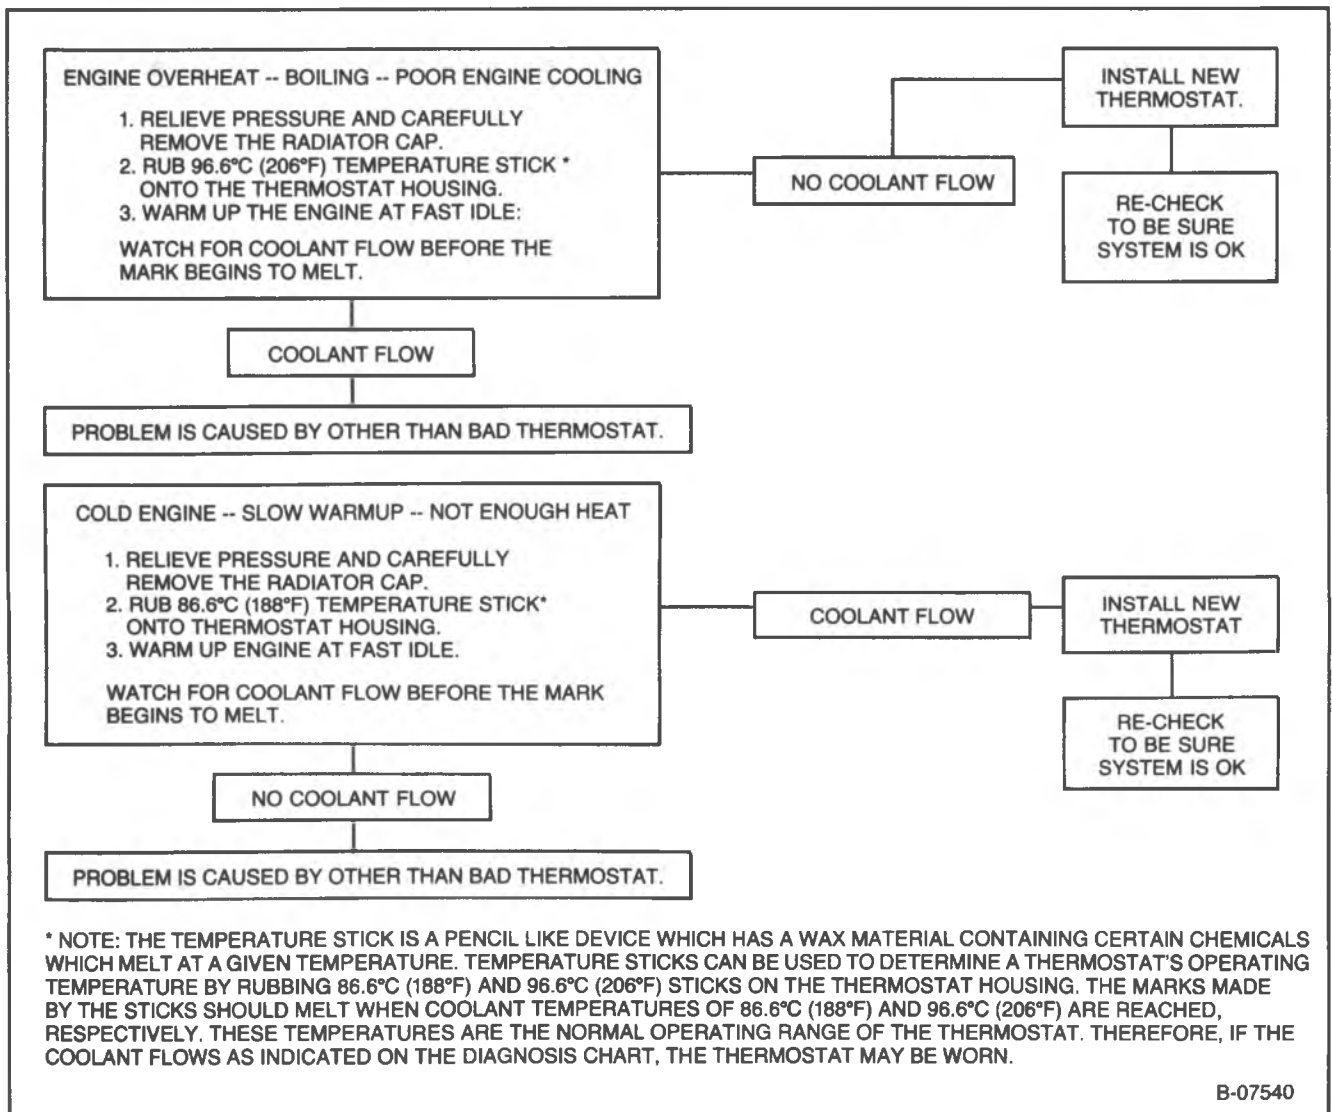 ENGINE OVERHEAT -- BOILING -- POOR ENGINE COOLING
1. RELIEVE PRESSURE AND CAREFULLY
REMOVE THE RADIATOR CAP.
2. RUB 96.6°C (206°F) TEMPERATURE STICK *
ONTO THE THERMOSTAT HOUSING.
3. WARM UP THE ENGINE AT FAST IDLE:
WATCH FOR COOLANT FLOW BEFORE THE
MARK BEGINS TO MELT.
NO COOLANT FLOW
INSTALL NEW
THERMOSTAT.
RE-CHECK
TO BE SURE
SYSTEM IS OK
COOLANT FLOW
PROBLEM IS CAUSED BY OTHER THAN BAD THERMOSTAT.
COLD ENGINE -- SLOW WARMUP -- NOT ENOUGH HEAT
1. RELIEVE PRESSURE AND CAREFULLY
REMOVE THE RADIATOR CAP.
2. RUB 86.6°C (188°F) TEMPERATURE STICK*
ONTO THERMOSTAT HOUSING.
3. WARM UP ENGINE AT FAST IDLE.
WATCH FOR COOLANT FLOW BEFORE THE MARK
BEGINS TO MELT.
COOLANT FLOW
INSTALL NEW
THERMOSTAT
RE-CHECK
TO BE SURE
SYSTEM IS OK
NO COOLANT FLOW
PROBLEM IS CAUSED BY OTHER THAN BAD THERMOSTAT.
* NOTE: THE TEMPERATURE STICK IS A PENCIL LIKE DEVICE WHICH HAS A WAX MATERIAL CONTAINING CERTAIN CHEMICALS
WHICH MELT AT A GIVEN TEMPERATURE. TEMPERATURE STICKS CAN BE USED TO DETERMINE A THERMOSTAT'S OPERATING
TEMPERATURE BY RUBBING 86.6°C (188°F) AND 96.6°C (206°F) STICKS ON THE THERMOSTAT HOUSING. THE MARKS MADE
BY THE STICKS SHOULD MELT WHEN COOLANT TEMPERATURES OF 86.6°C (188°F) AND 96.6°C (206°F) ARE REACHED,
RESPECTIVELY. THESE TEMPERATURES ARE THE NORMAL OPERATING RANGE OF THE THERMOSTAT. THEREFORE, IF THE
COOLANT FLOWS AS INDICATED ON THE DIAGNOSIS CHART, THE THERMOSTAT MAY BE WORN.
B-07540